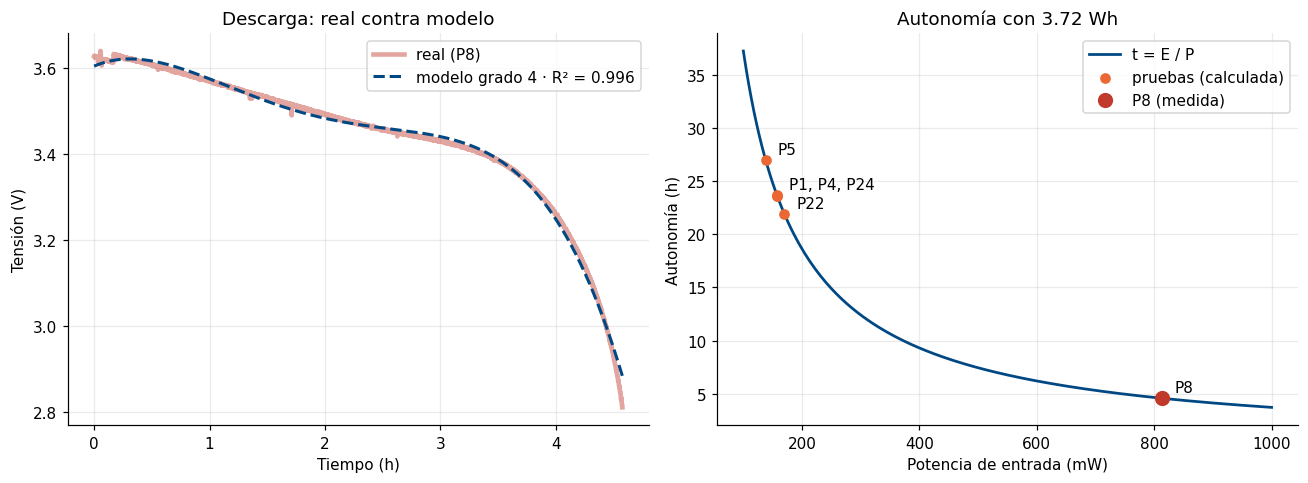 Descarga: real contra modelo
real (P8)
modelo grado 4 · R² = 0.996
3.6
3.4
3.2
3.0
2.8
Tensión (V)
0
1
2
3
4
Tiempo (h)
Autonomía con 3.72 Wh
t = E / P
pruebas (calculada)
P8 (medida)
P5
P1, P4, P24
P22
P8
35
30
25
20
15
10
5
Autonomía (h)
200
400
600
800
1000
Potencia de entrada (mW)